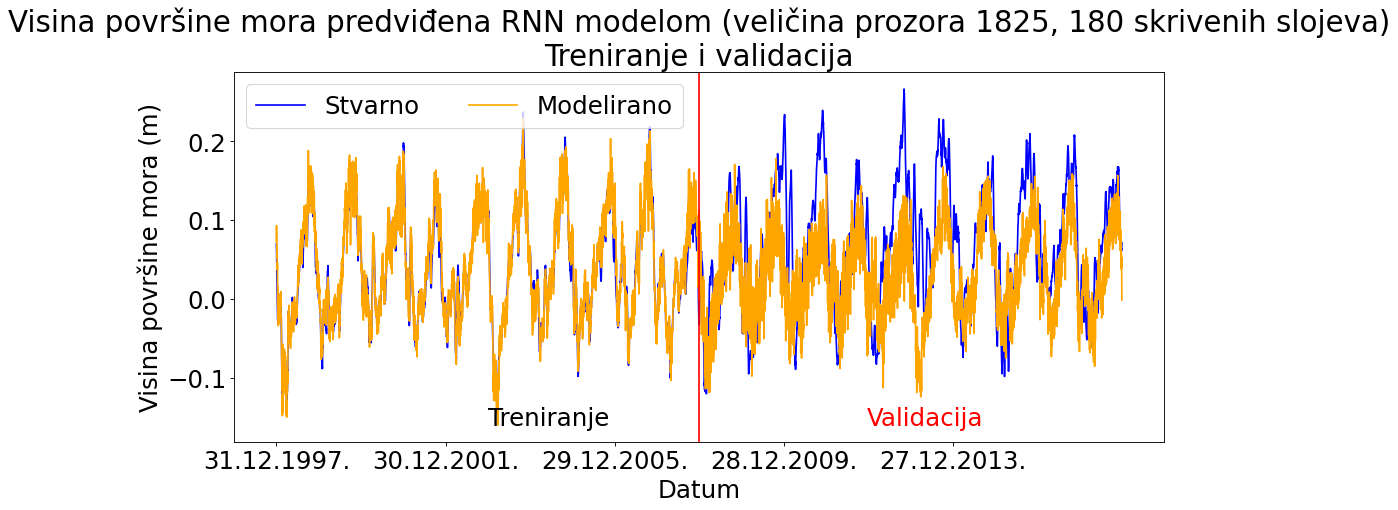 Visina površine mora predviđena RNN modelom (veličina prozora 1825, 180 skrivenih slojeva)
Treniranje i validacija
Stvarno
Modelirano
Visina površine mora (m)
0.2
0.1
0.0
−0.1
Treniranje
Validacija
31.12.1997.
30.12.2001.
29.12.2005.
28.12.2009.
27.12.2013.
Datum